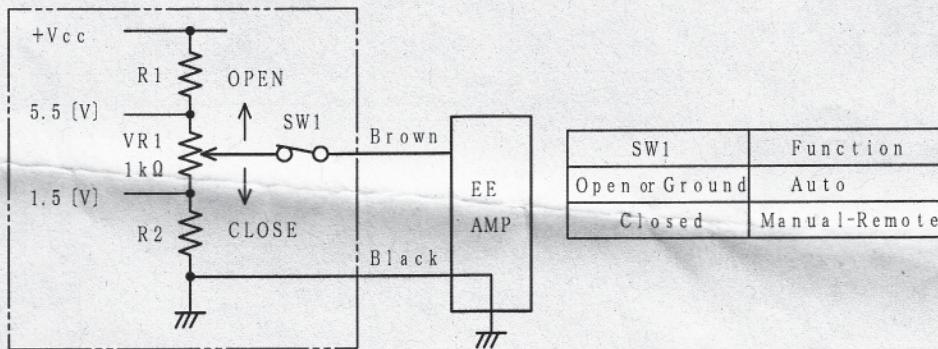 +Vcc
R1
OPEN
5.5 [V]
SW1
Brown
VR1
1kΩ
1.5 [V]
R2
CLOSE
Black
EE
AMP
SW1 Function
Open or Ground Auto
Closed Manual-Remote